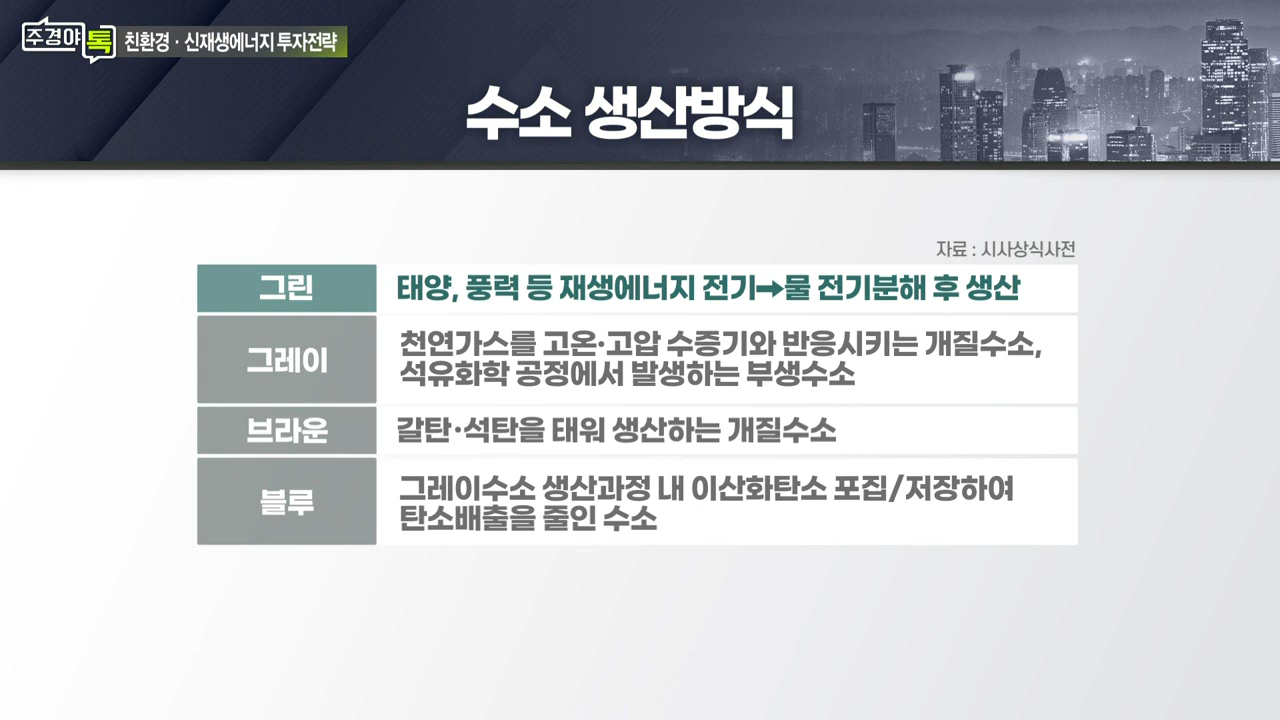 주경야톡 친환경 · 신재생에너지 투자전략
수소 생산방식
자료 : 시사상식사전
그린 태양, 풍력 등 재생에너지 전기→물 전기분해 후 생산
그레이 천연가스를 고온·고압 수증기와 반응시키는 개질수소,
석유화학 공정에서 발생하는 부생수소
브라운 갈탄·석탄을 태워 생산하는 개질수소
블루 그레이수소 생산과정 내 이산화탄소 포집/저장하여
탄소배출을 줄인 수소